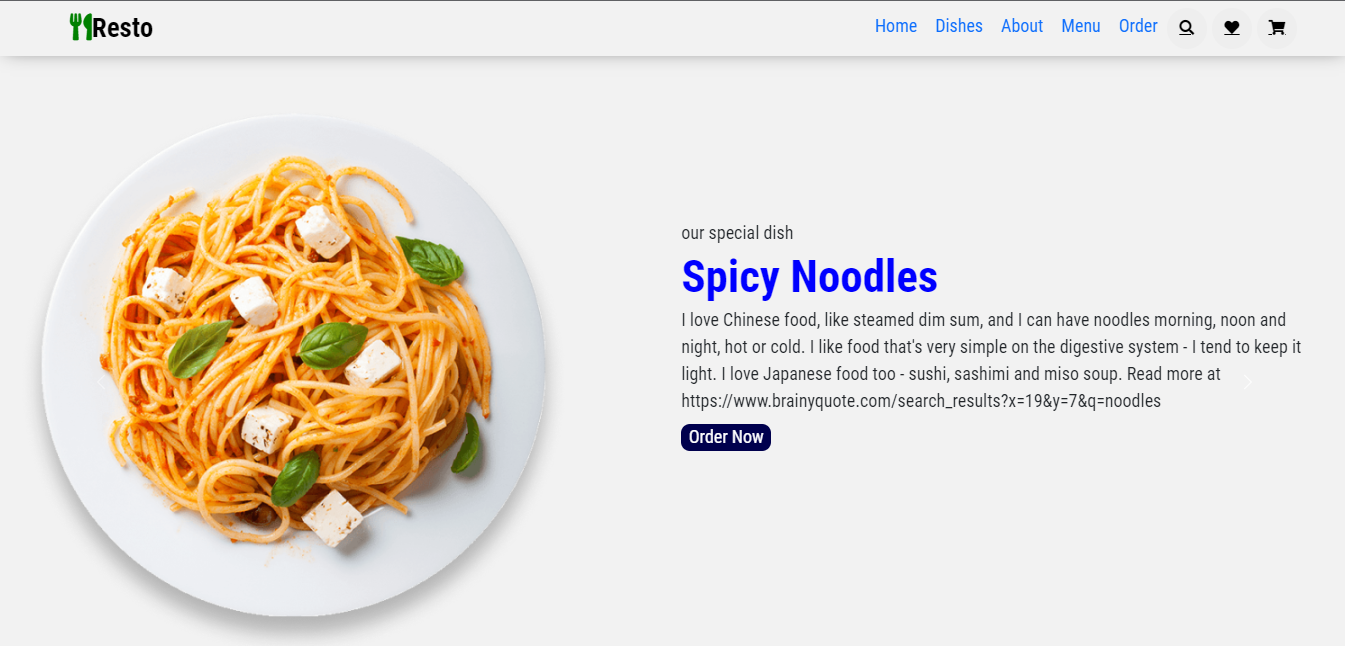 Resto
Home Dishes About Menu Order
our special dish
Spicy Noodles
I love Chinese food, like steamed dim sum, and I can have noodles morning, noon and
night, hot or cold. I like food that's very simple on the digestive system - I tend to keep it
light. I love Japanese food too - sushi, sashimi and miso soup. Read more at
https://www.brainyquote.com/search_results?x=19&y=7&q=noodles
Order Now